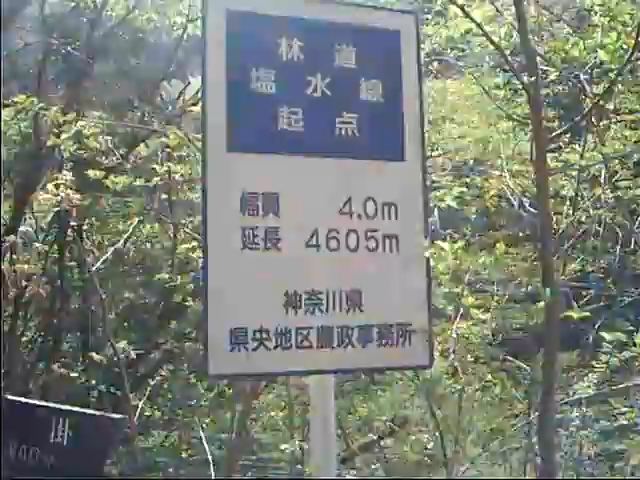 林道
塩水線
起点
幅員 4.0m
延長 4605m
神奈川県
県央地区農政事務所
掛